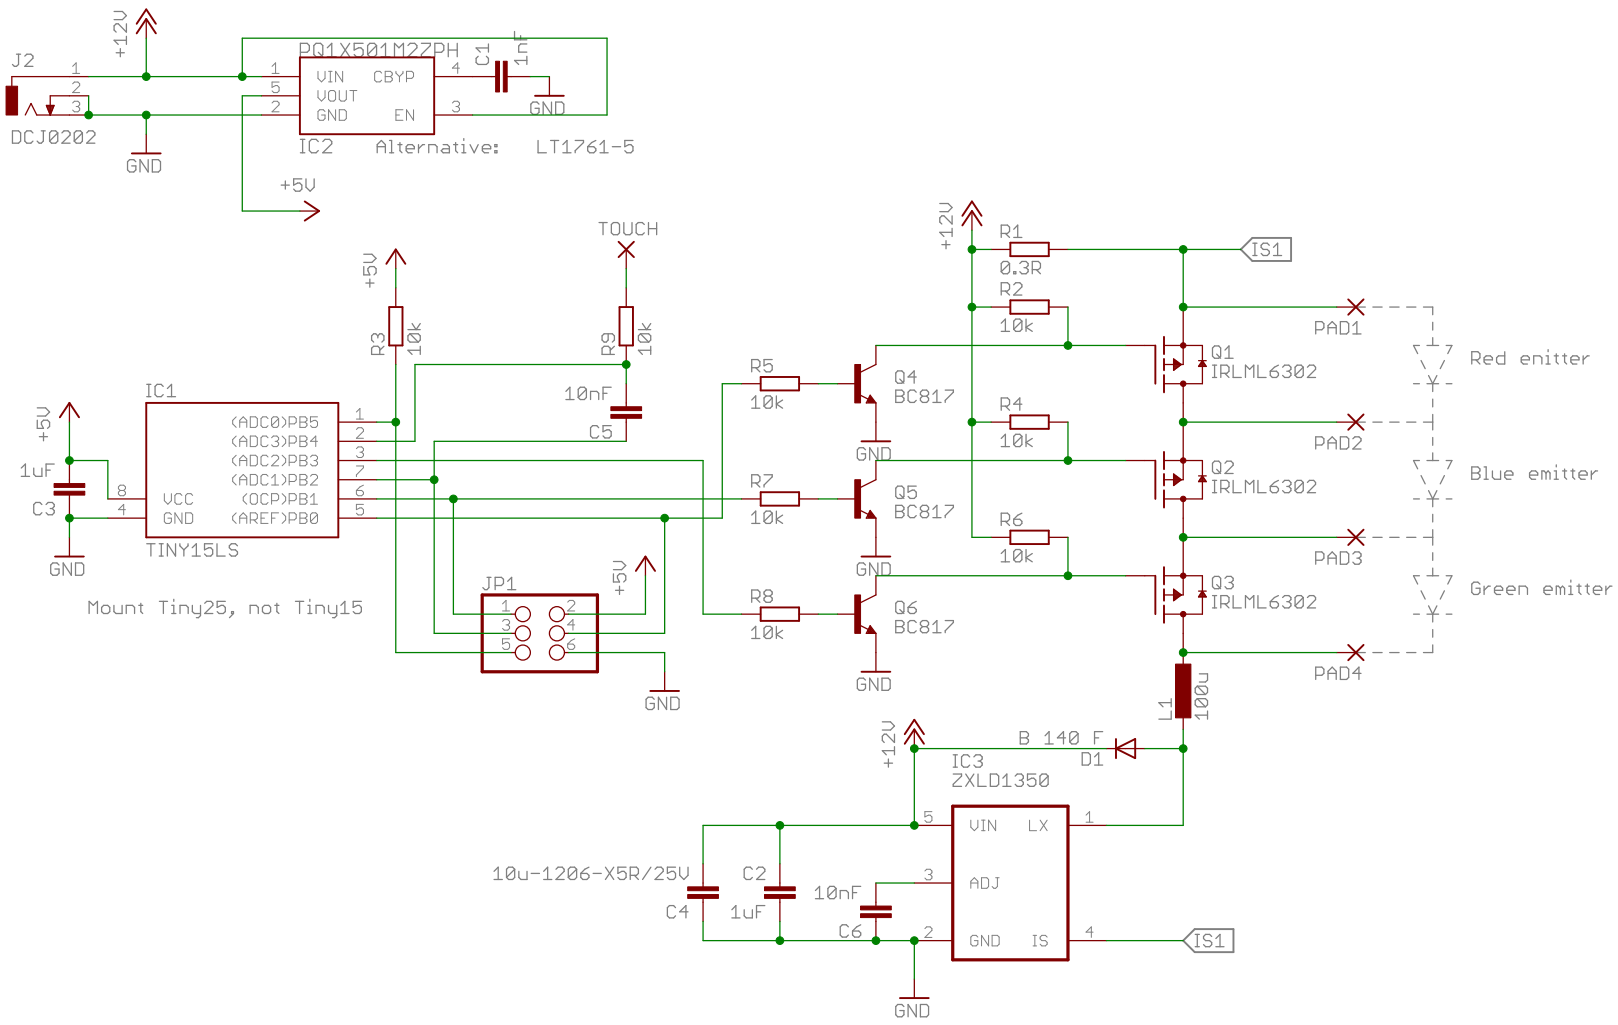 +12V
J2
1
2
3
DCJ0202
GND
PQ1X501M2ZPH
1
5
2
VIN
VOUT
GND
CBYP
EN
4
3
IC2
Alternative: LT1761-5
C1
1nF
GND
+5V
TOUCH
+5V
R3
10k
R9
10k
10nF
C5
IC1
+5V
1uF
C3
GND
8
4
VCC
GND
(ADC0)PB5
(ADC3)PB4
(ADC2)PB3
(ADC1)PB2
(OCP)PB1
(AREF)PB0
1
2
3
7
6
5
TINY15LS
Mount Tiny25, not Tiny15
JP1
1
2
3
4
5
6
+5V
GND
R5
10k
R7
10k
R8
10k
Q4
BC817
GND
Q5
BC817
GND
Q6
BC817
GND
+12V
R1
0.3R
R2
10k
R4
10k
R6
10k
IS1
Q1
IRLML6302
Q2
IRLML6302
Q3
IRLML6302
PAD1
PAD2
PAD3
PAD4
Red enitter
Blue emitter
Green emitter
L1
100u
+12V
B 140 F
D1
IC3
ZXLD1350
5
3
2
VIN
ADJ
GND
LX
IS
1
4
IS1
10u-1206-X5R/25V
C4
C2
1uF
10nF
C6
GND